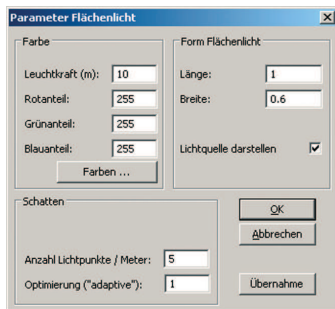 Parameter Flächenlicht
Farbe
Leuchtkraft (m): 10
Rotanteil: 255
Grünanteil: 255
Blauanteil: 255
Farben ...
Form Flächenlicht
Länge: 1
Breite: 0.6
Lichtquelle darstellen
Schatten
Anzahl Lichtpunkte / Meter: 5
Optimierung ("adaptive"): 1
OK
Abbrechen
Übernahme